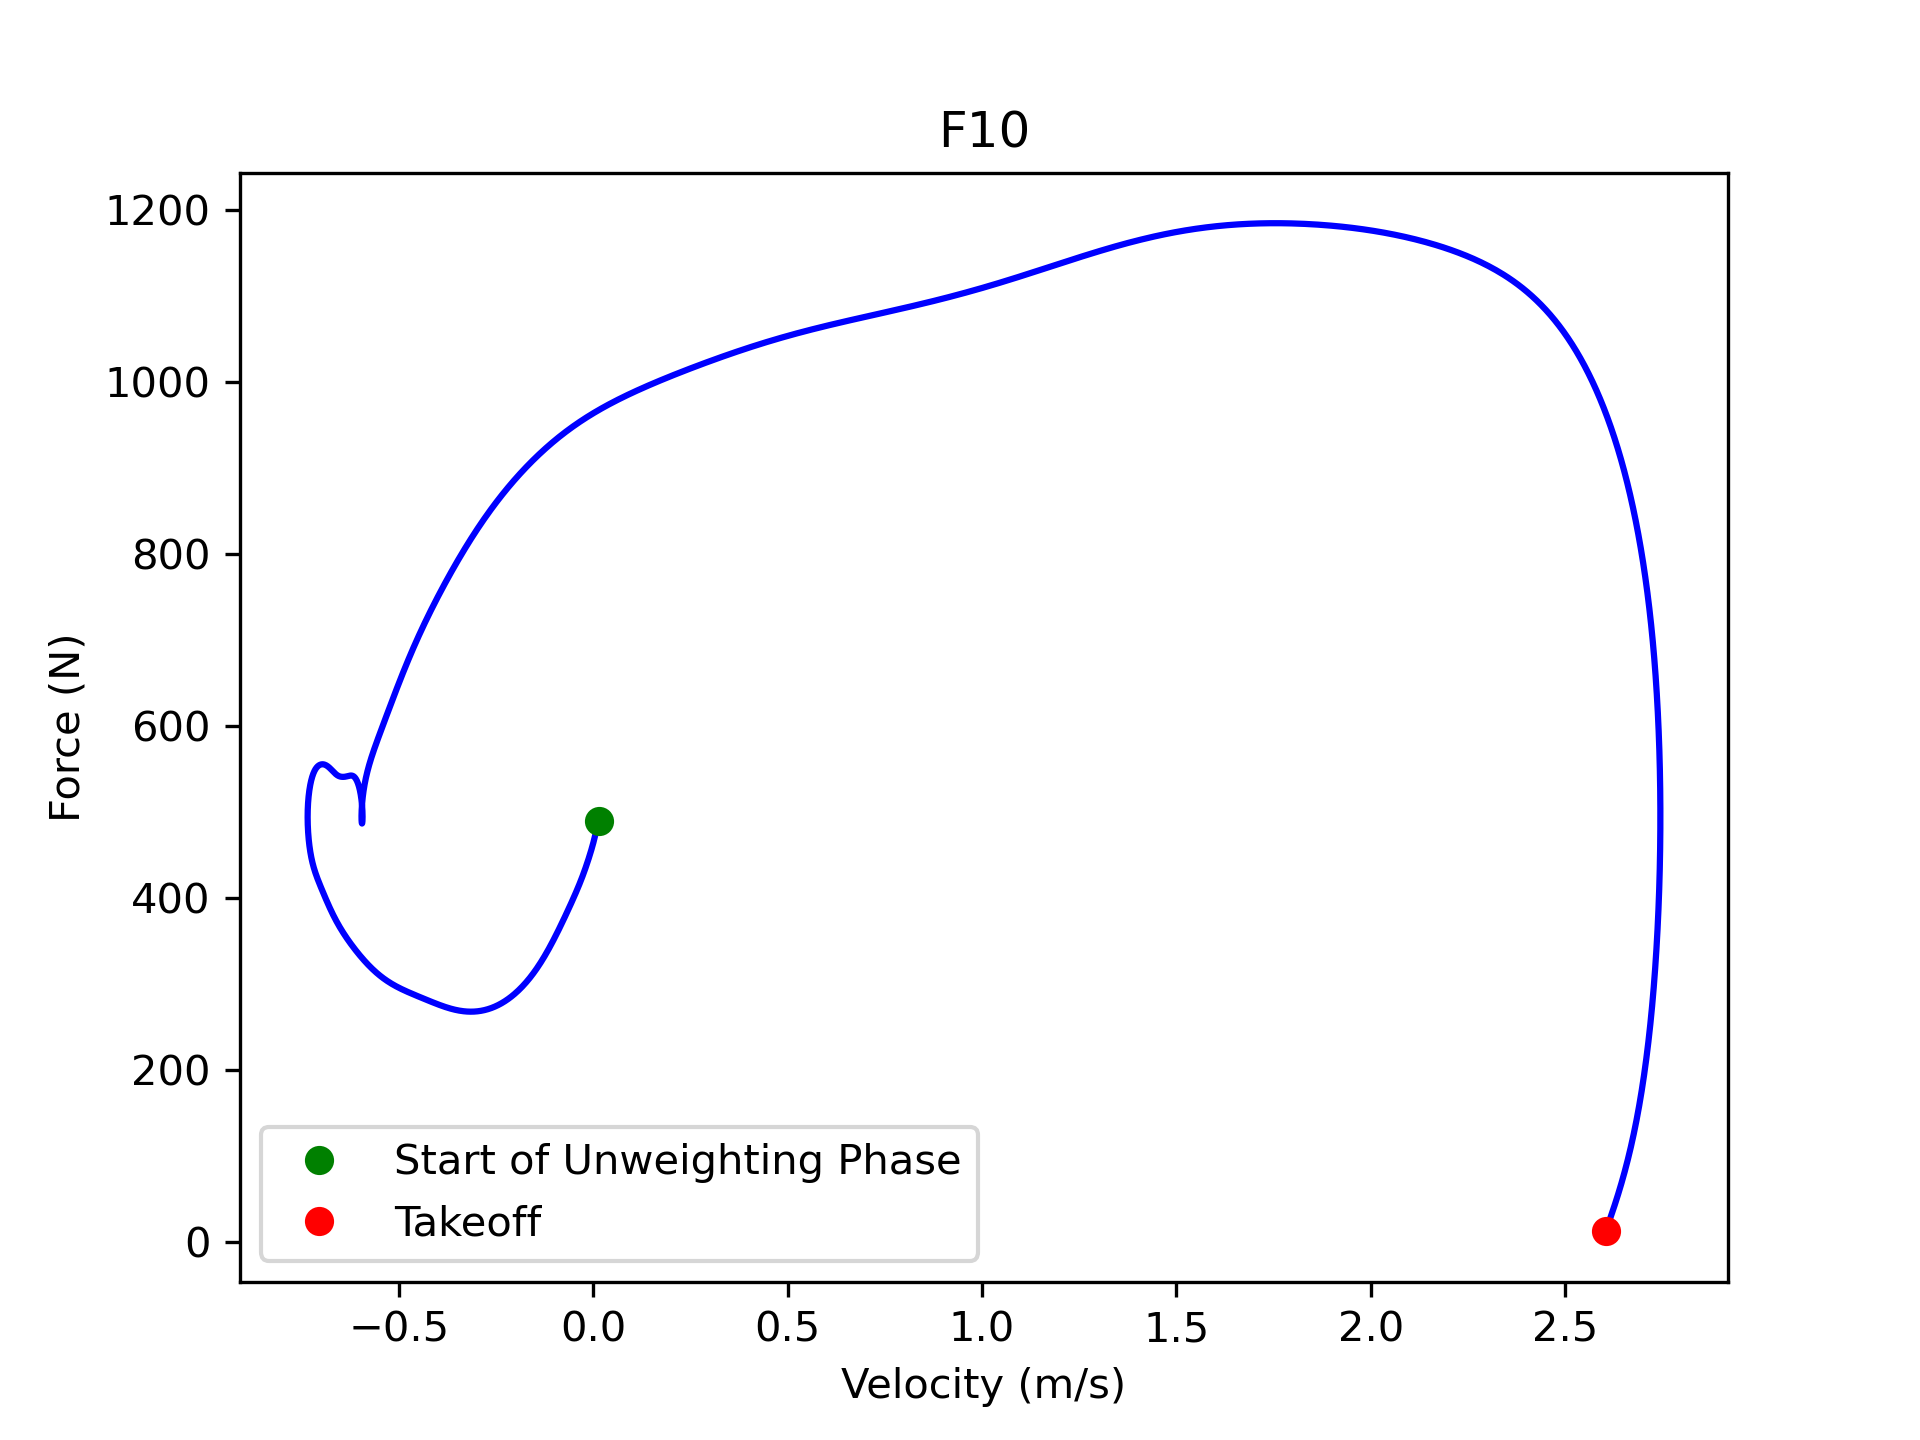 F10
1200
1000
800
600
400
200
0
Force (N)
Start of Unweighting Phase
Takeoff
−0.5 0.0 0.5 1.0 1.5 2.0 2.5
Velocity (m/s)